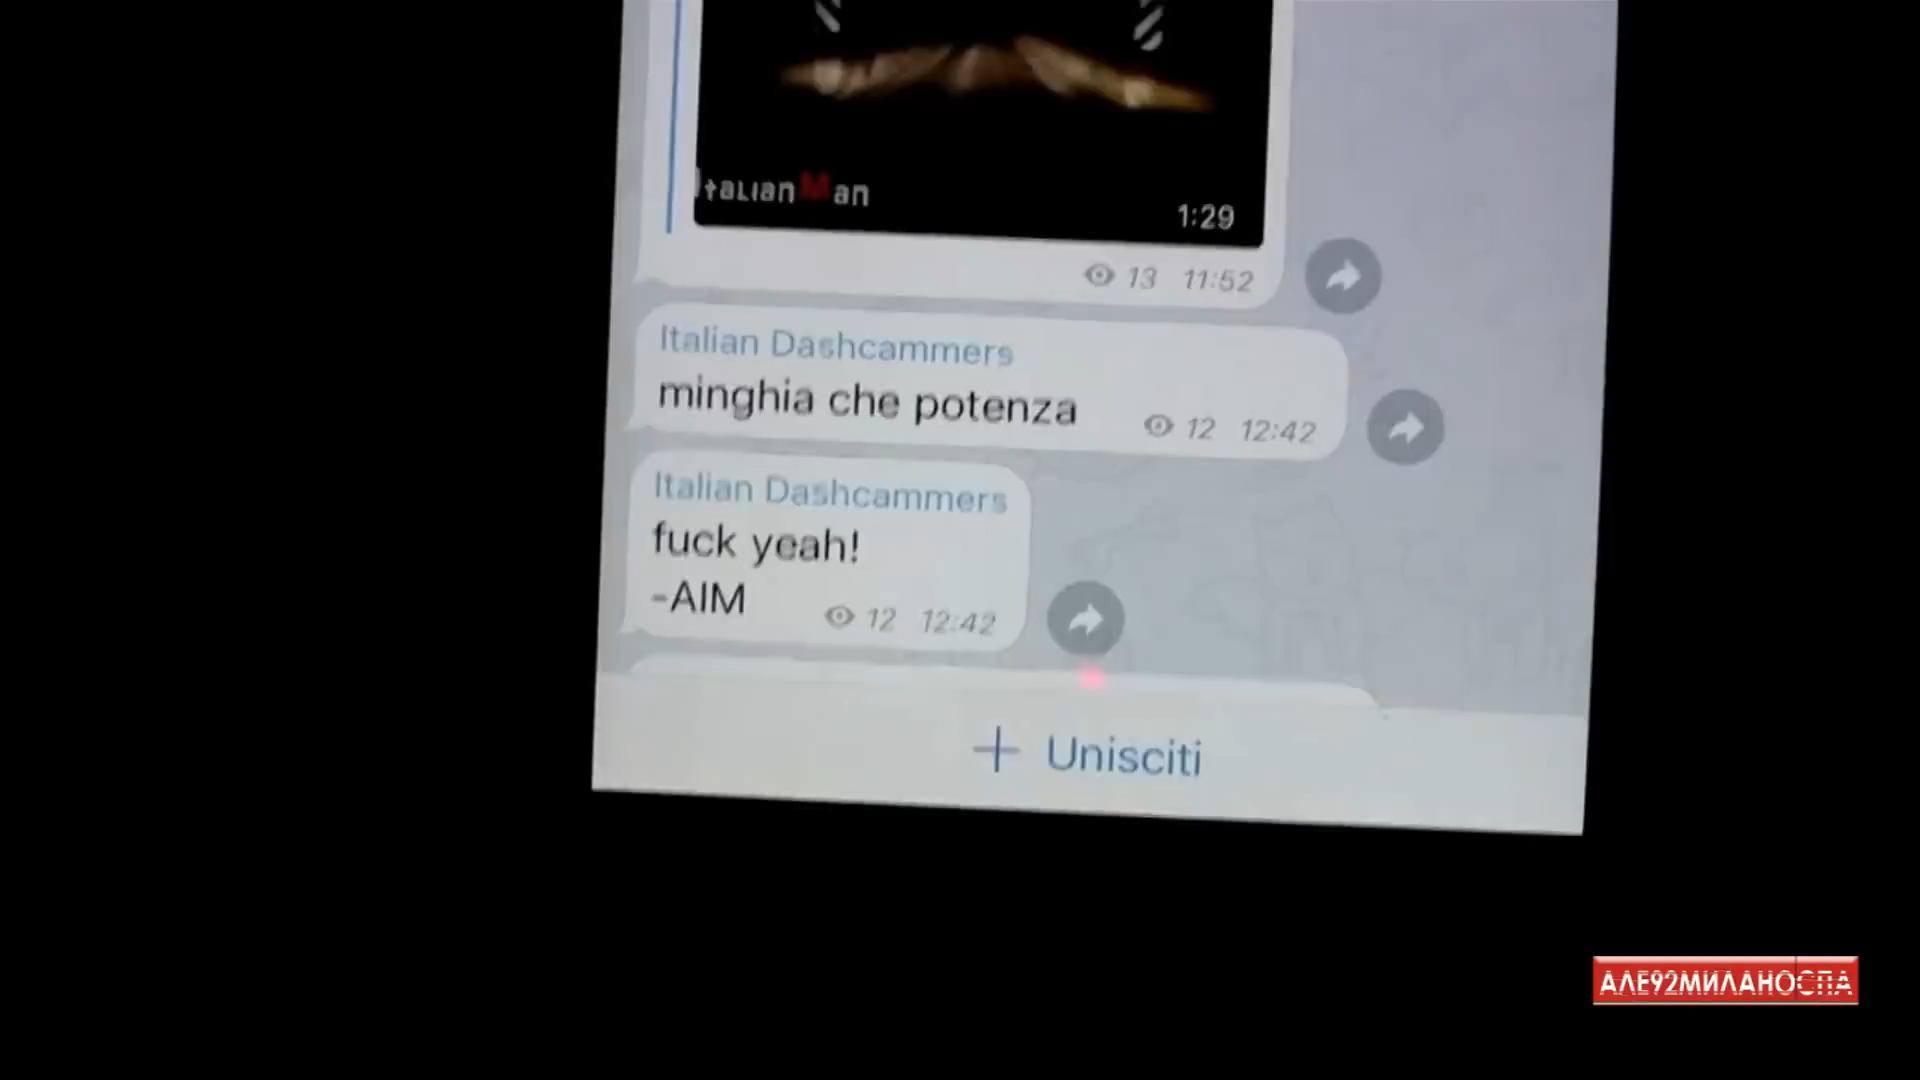 ItalianMan
1:29
13 11:52
Italian Dashcammers
minghia che potenza
12 12:42
Italian Dashcammers
fuck yeah!
-AIM
12 12:42
+ Unisciti
АЛЕ92МИЛАНОСПА